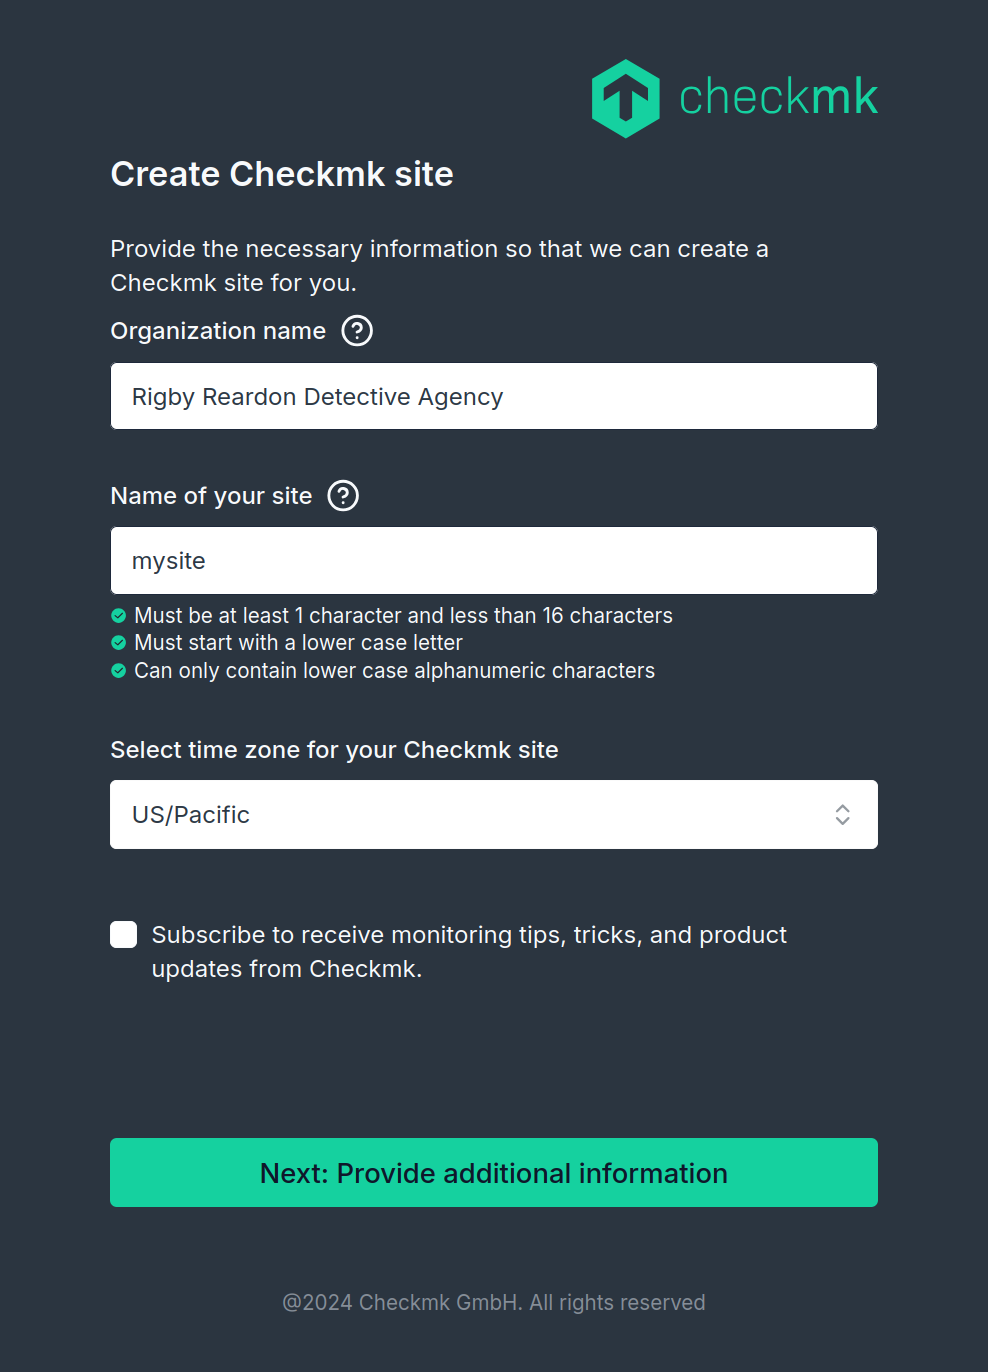 checkmk
Create Checkmk site
Provide the necessary information so that we can create a
Checkmk site for you.
Organization name
Rigby Reardon Detective Agency
Name of your site
mysite
Must be at least 1 character and less than 16 characters
Must start with a lower case letter
Can only contain lower case alphanumeric characters
Select time zone for your Checkmk site
US/Pacific
Subscribe to receive monitoring tips, tricks, and product
updates from Checkmk.
Next: Provide additional information
@2024 Checkmk GmbH. All rights reserved